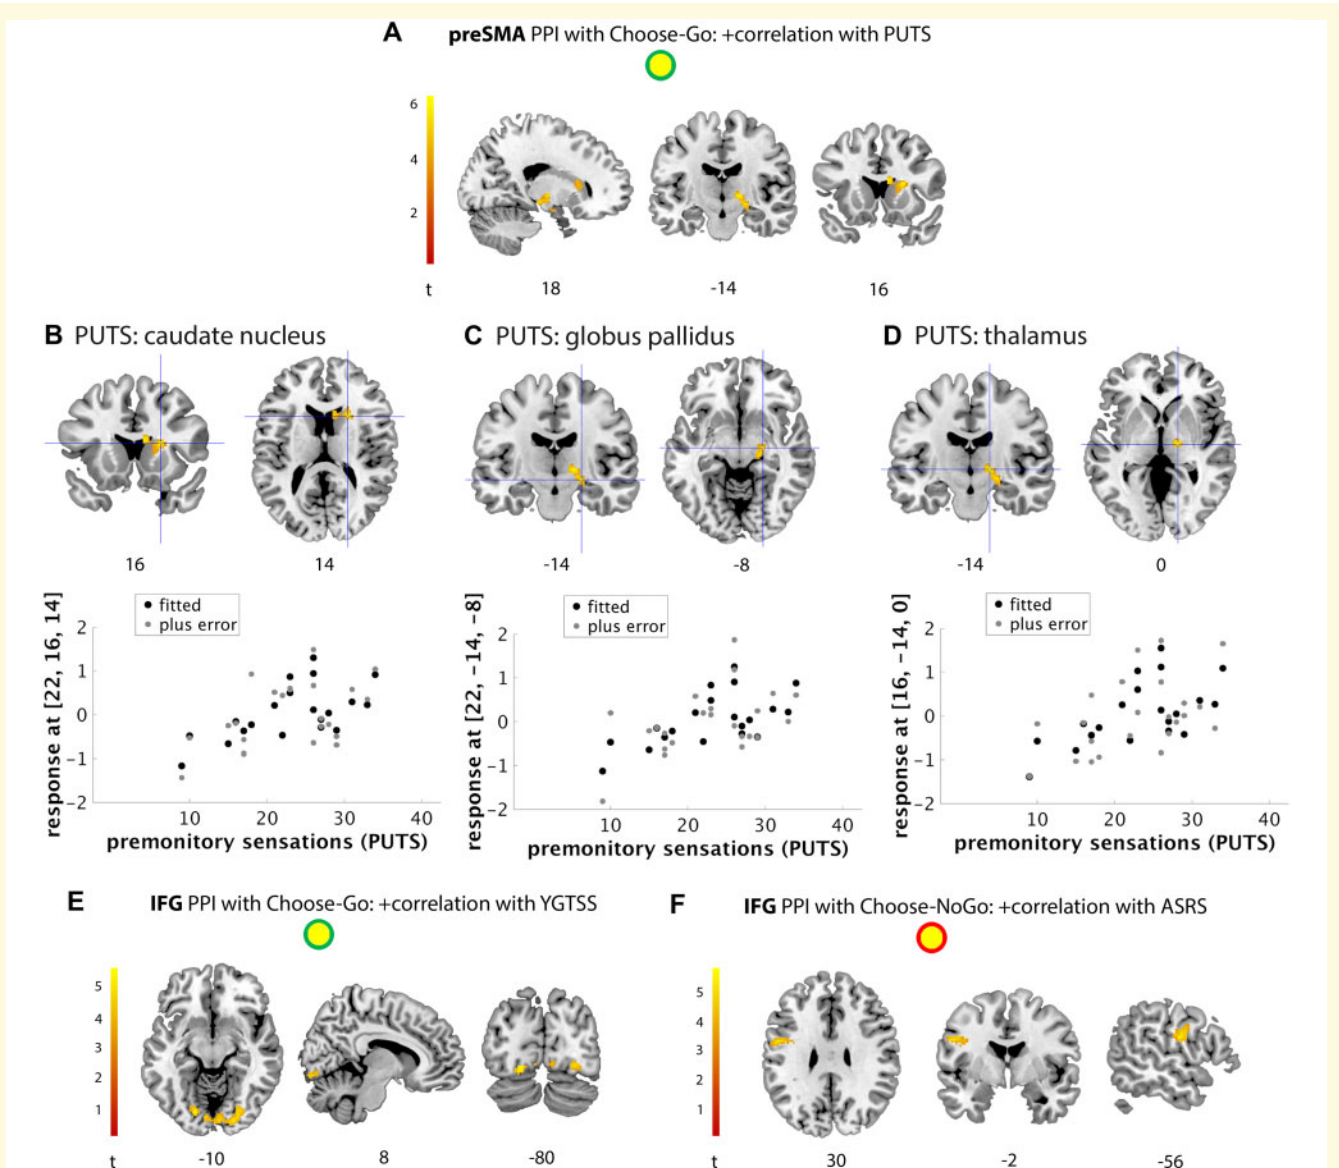 A preSMA PPI with Choose-Go: +correlation with PUTS
6
4
2
t
18
-14
16
B PUTS: caudate nucleus
16
14
fitted
plus error
response at [22, 16, 14]
2
1
0
−1
−2
10
20
30
40
premonitory sensations (PUTS)
C PUTS: globus pallidus
-14
-8
fitted
plus error
response at [22, −14, −8]
2
1
0
−1
−2
10
20
30
40
premonitory sensations (PUTS)
D PUTS: thalamus
-14
0
fitted
plus error
response at [16, −14, 0]
2
1
0
−1
−2
10
20
30
40
premonitory sensations (PUTS)
E IFG PPI with Choose-Go: +correlation with YGTSS
5
4
3
2
1
t
-10
8
-80
F IFG PPI with Choose-NoGo: +correlation with ASRS
5
4
3
2
1
t
30
-2
-56